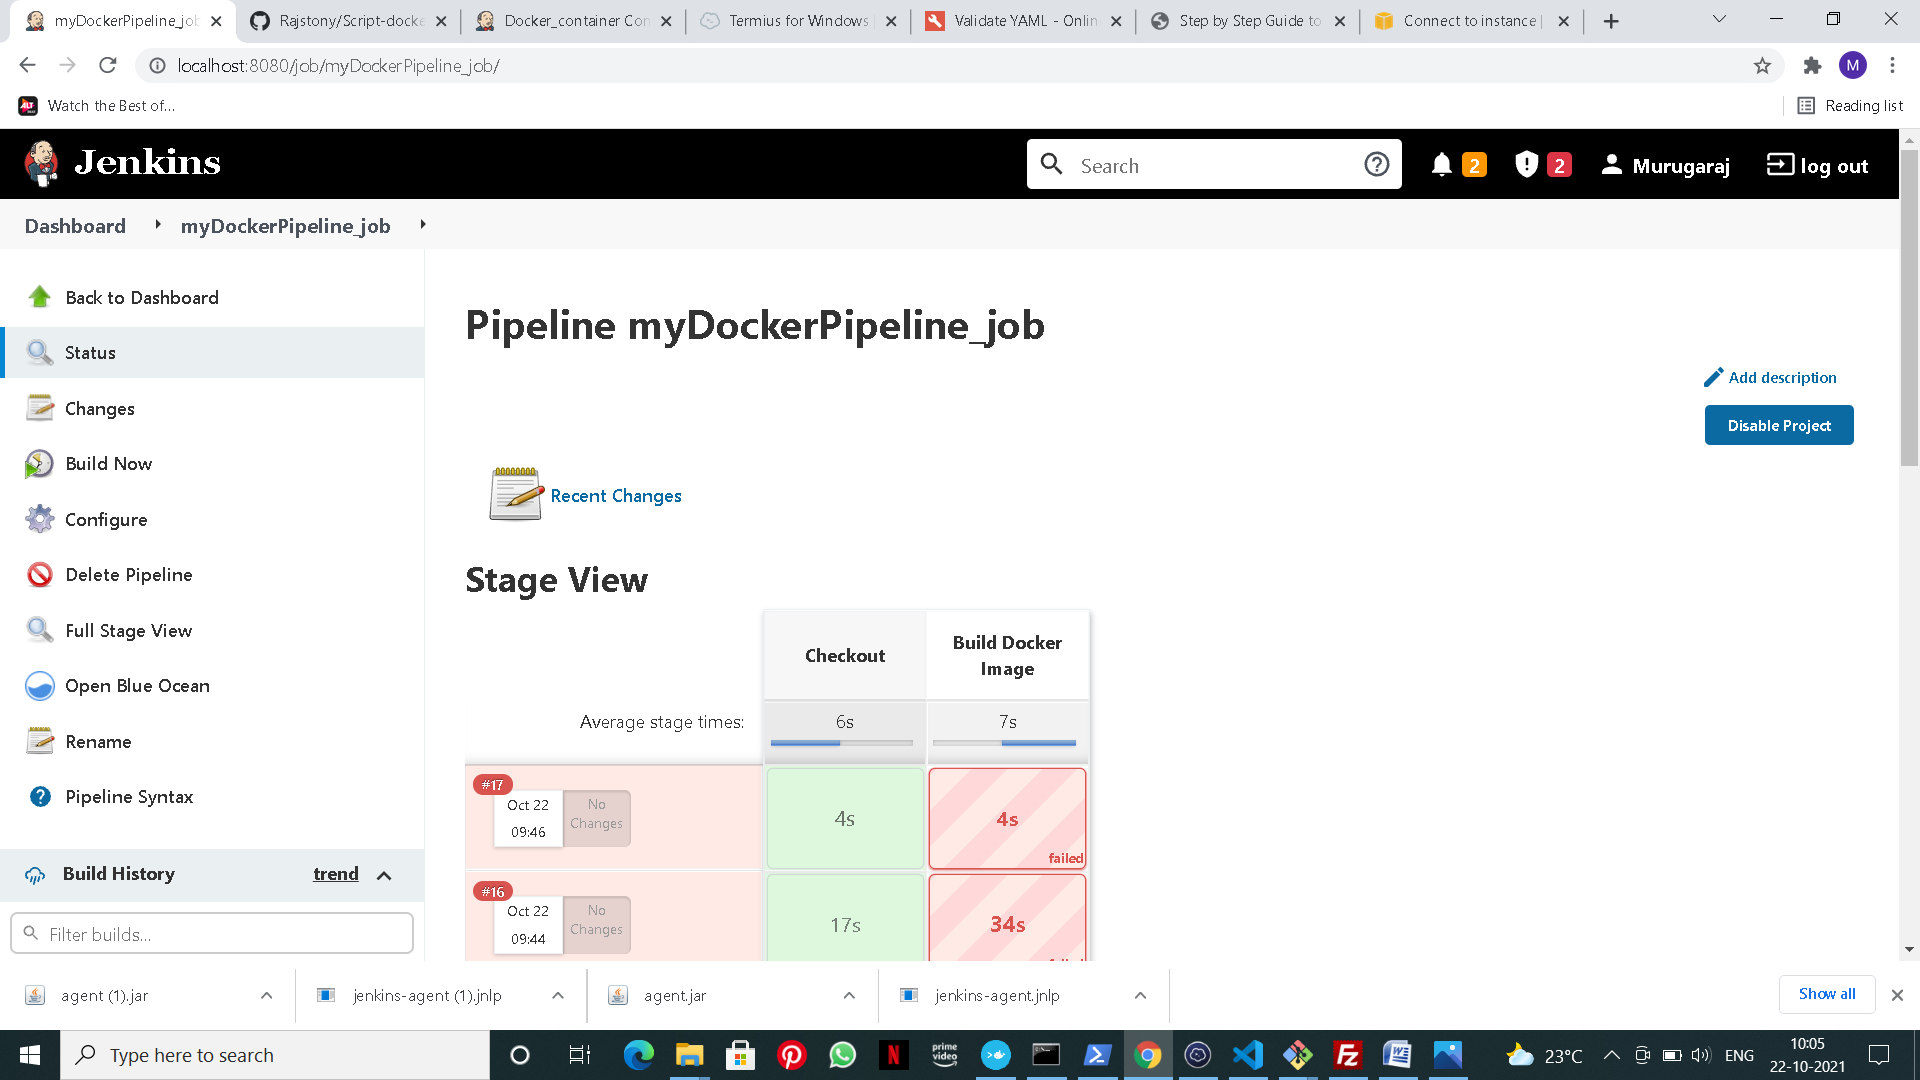 myDockerPipeline_jo
Rajstony/Script-docke
Docker_container Con
Termius for Windows
Validate YAML - Onlin
Step by Step Guide to
Connect to instance |
localhost:8080/job/myDockerPipeline_job/
M
Watch the Best of...
Reading list
Jenkins
Search
2
2
Murugaraj
log out
Dashboard
myDockerPipeline_job
Back to Dashboard
Status
Changes
Build Now
Configure
Delete Pipeline
Full Stage View
Open Blue Ocean
Rename
Pipeline Syntax
Build History
trend
Filter builds...
Pipeline myDockerPipeline_job
Add description
Disable Project
Recent Changes
Stage View
Checkout
Build Docker
Image
Average stage times:
6s
7s
#17
Oct 22
09:46
No
Changes
4s
4s
failed
#16
Oct 22
09:44
No
Changes
17s
34s
agent (1).jar
jenkins-agent (1).jnlp
agent.jar
jenkins-agent.jnlp
Show all
Type here to search
prime
video
23°C
ENG
10:05
22-10-2021